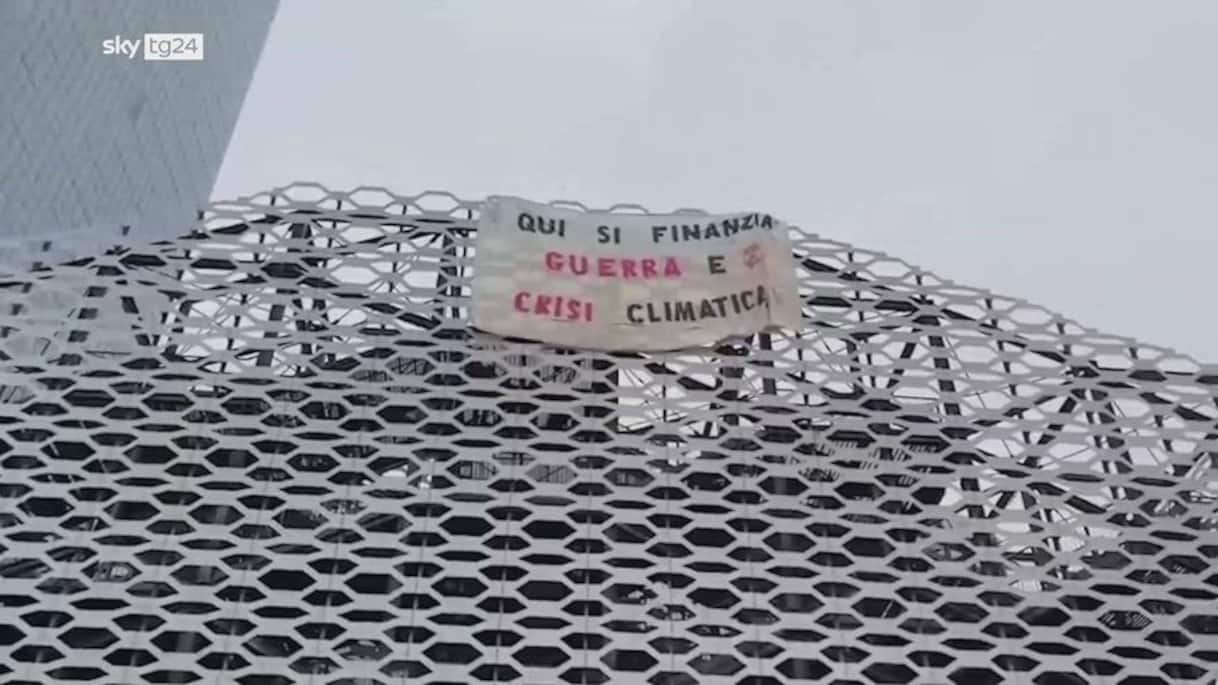 sky tg24
QUI SI FINANZIA
GUERRA E
CRISI CLIMATICA